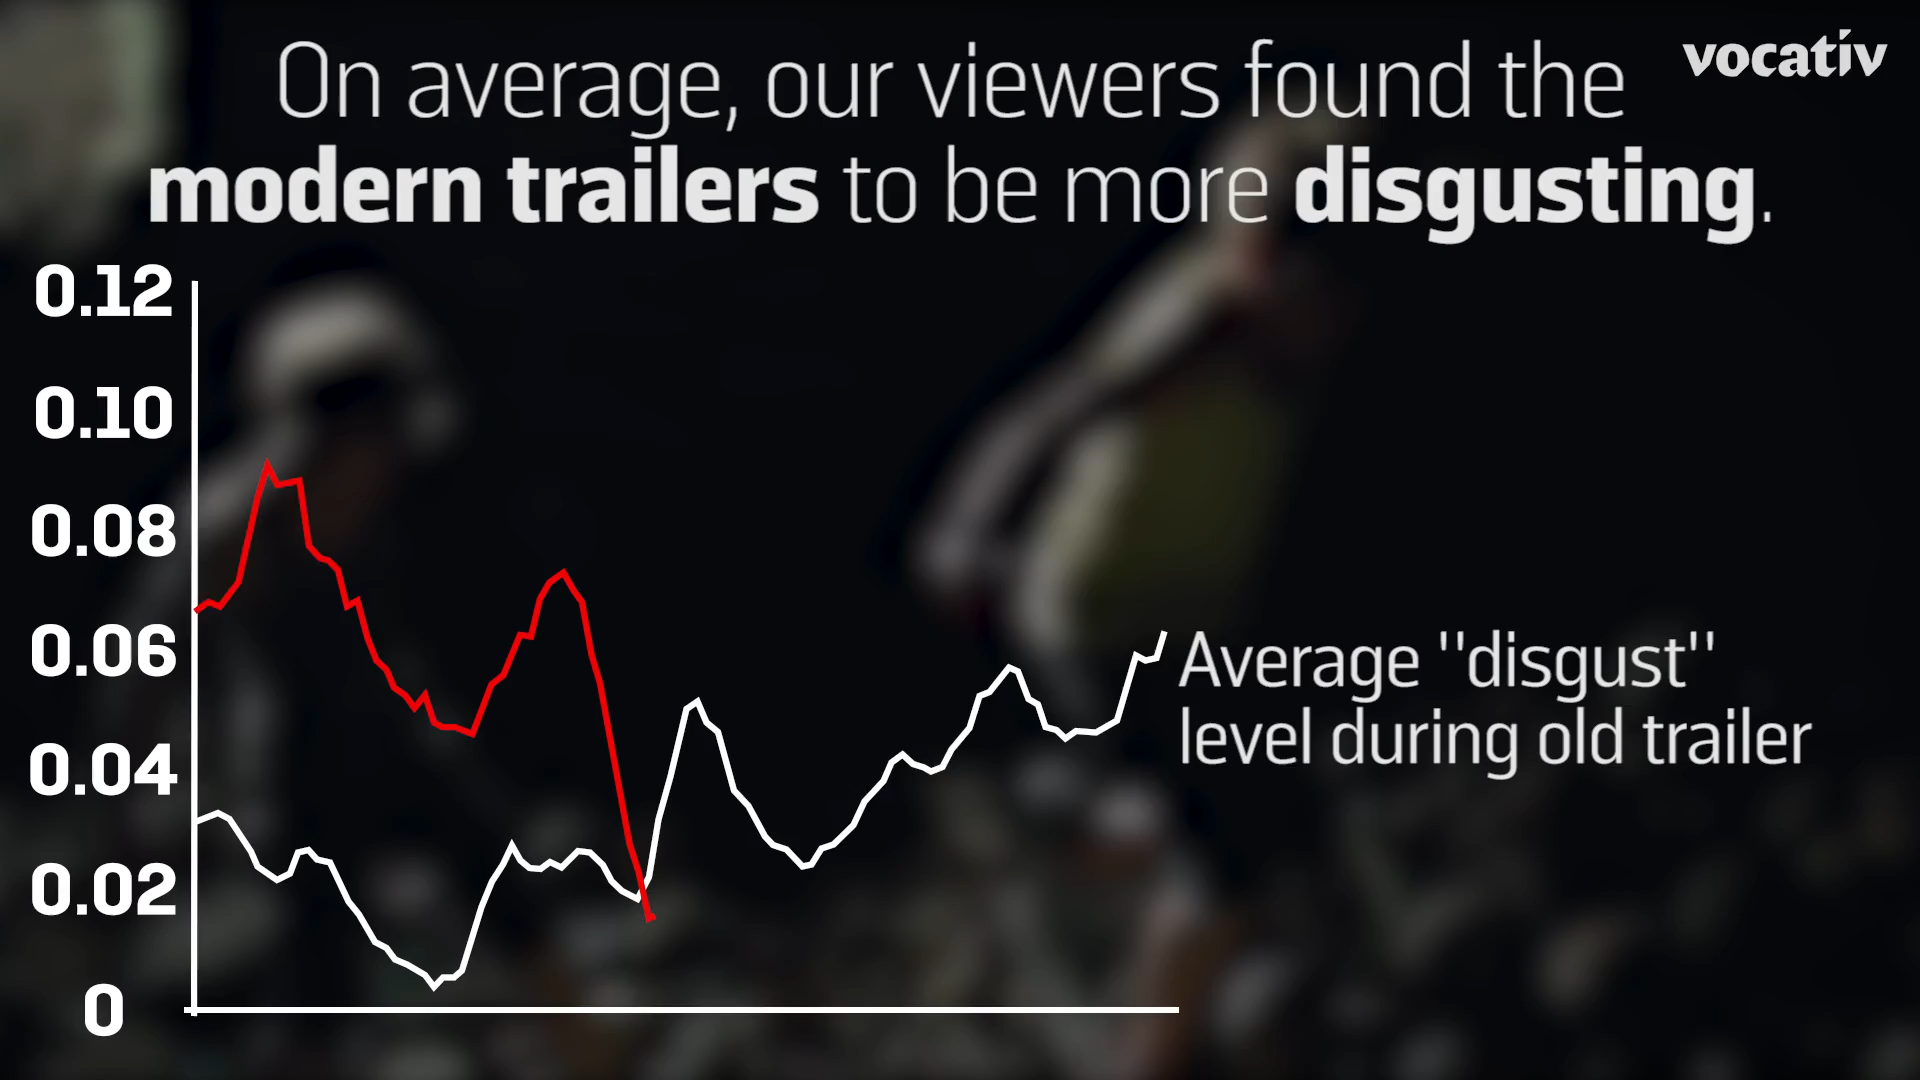 vocativ
On average, our viewers found the
modern trailers to be more disgusting.
0.12
0.10
0.08
0.06
0.04
0.02
0
Average "disgust"
level during old trailer